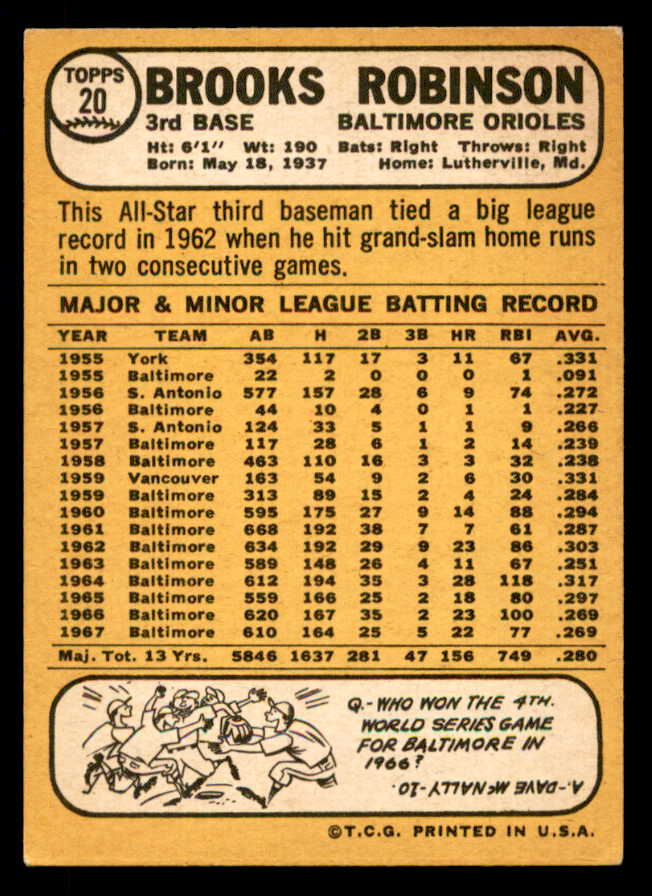 TOPPS
20
BROOKS ROBINSON
3rd BASE BALTIMORE ORIOLES
Ht: 6'1" Wt: 190 Bats: Right Throws: Right
Born: May 18, 1937 Home: Lutherville, Md.
This All-Star third baseman tied a big league
record in 1962 when he hit grand-slam home runs
in two consecutive games.
MAJOR & MINOR LEAGUE BATTING RECORD
YEAR TEAM AB H 2B 3B HR RBI AVG.
1955 York 354 117 17 3 11 67 .331
1955 Baltimore 22 2 0 0 0 1 .091
1956 S. Antonio 577 157 28 6 9 74 .272
1956 Baltimore 44 10 4 0 1 1 .227
1957 S. Antonio 124 33 5 1 1 9 .266
1957 Baltimore 117 28 6 1 2 14 .239
1958 Baltimore 463 110 16 3 3 32 .238
1959 Vancouver 163 54 9 2 6 30 .331
1959 Baltimore 313 89 15 2 4 24 .284
1960 Baltimore 595 175 27 9 14 88 .294
1961 Baltimore 668 192 38 7 7 61 .287
1962 Baltimore 634 192 29 9 23 86 .303
1963 Baltimore 589 148 26 4 11 67 .251
1964 Baltimore 612 194 35 3 28 118 .317
1965 Baltimore 559 166 25 2 18 80 .297
1966 Baltimore 620 167 35 2 23 100 .269
1967 Baltimore 610 164 25 5 22 77 .269
Maj. Tot. 13 Yrs. 5846 1637 281 47 156 749 .280
Q.-WHO WON THE 4TH.
WORLD SERIES GAME
FOR BALTIMORE IN
1966?
A-DAVE McNALLY-10.
©T.C.G. PRINTED IN U.S.A.